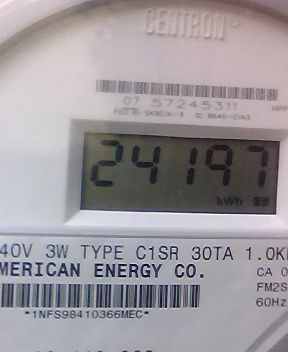 CENTRON
07 57245311
24197
kWh
40V 3W TYPE C1SR 30TA 1.0K
MERICAN ENERGY CO.
CA 0
FM2S
60Hz
*1NFS98410366MEC*